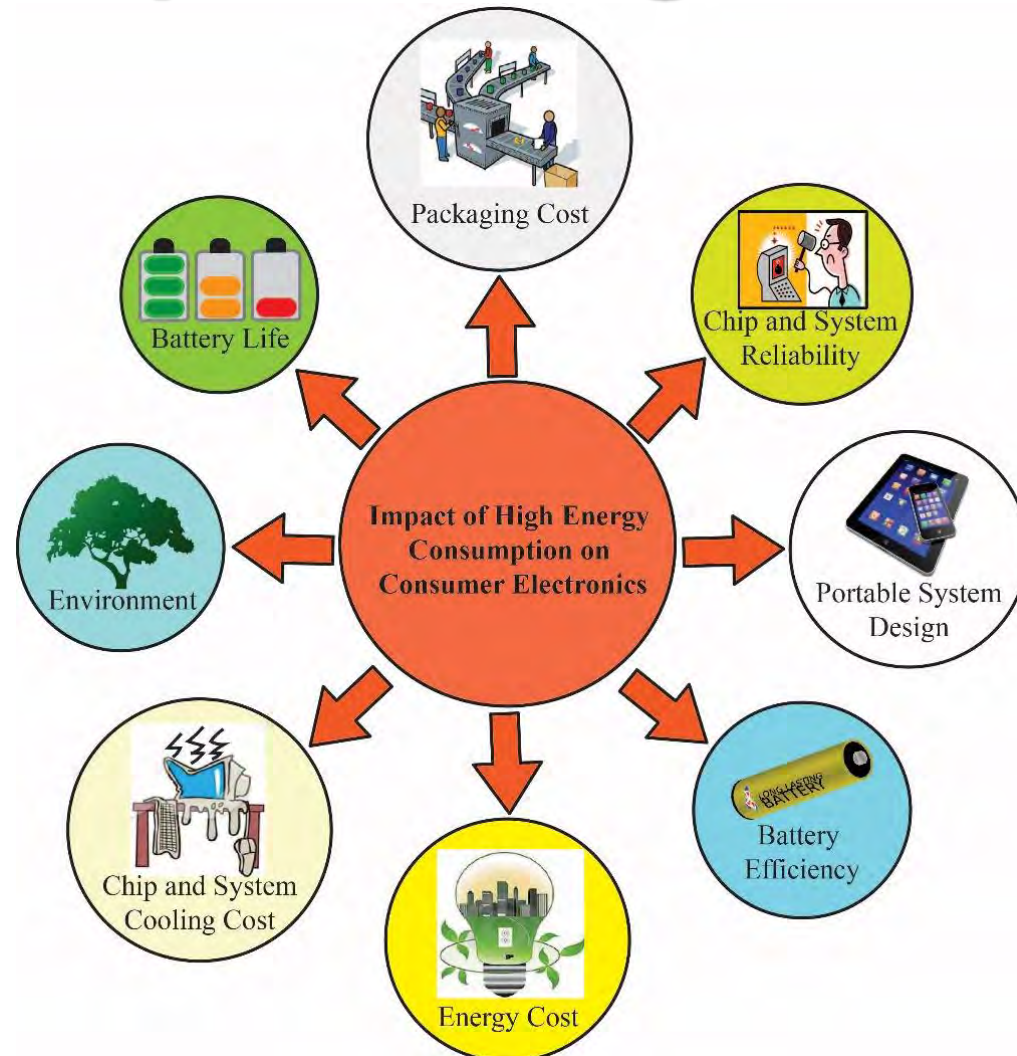 Packaging Cost
Chip and System
Reliability
Portable System
Design
LONG LASTING
BATTERY
Battery
Efficiency
Energy Cost
Chip and System
Cooling Cost
Environment
Battery Life
Impact of High Energy
Consumption on
Consumer Electronics